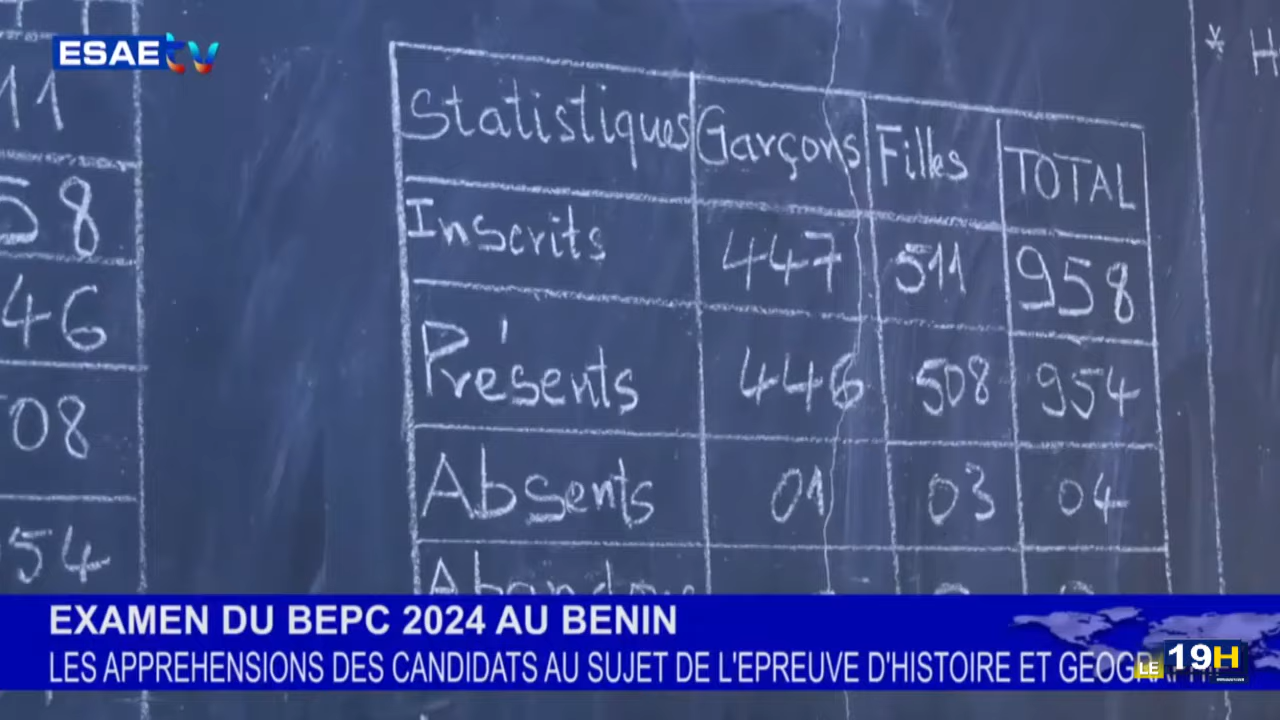 ESAE tv
11
58
46
08
54
Statistiques Garçons Filles TOTAL
Inscrits 447 511 958
Présents 446 508 954
Absents 01 03 04
* H
EXAMEN DU BEPC 2024 AU BENIN
LES APPREHENSIONS DES CANDIDATS AU SUJET DE L'EPREUVE D'HISTOIRE ET
LE 19H